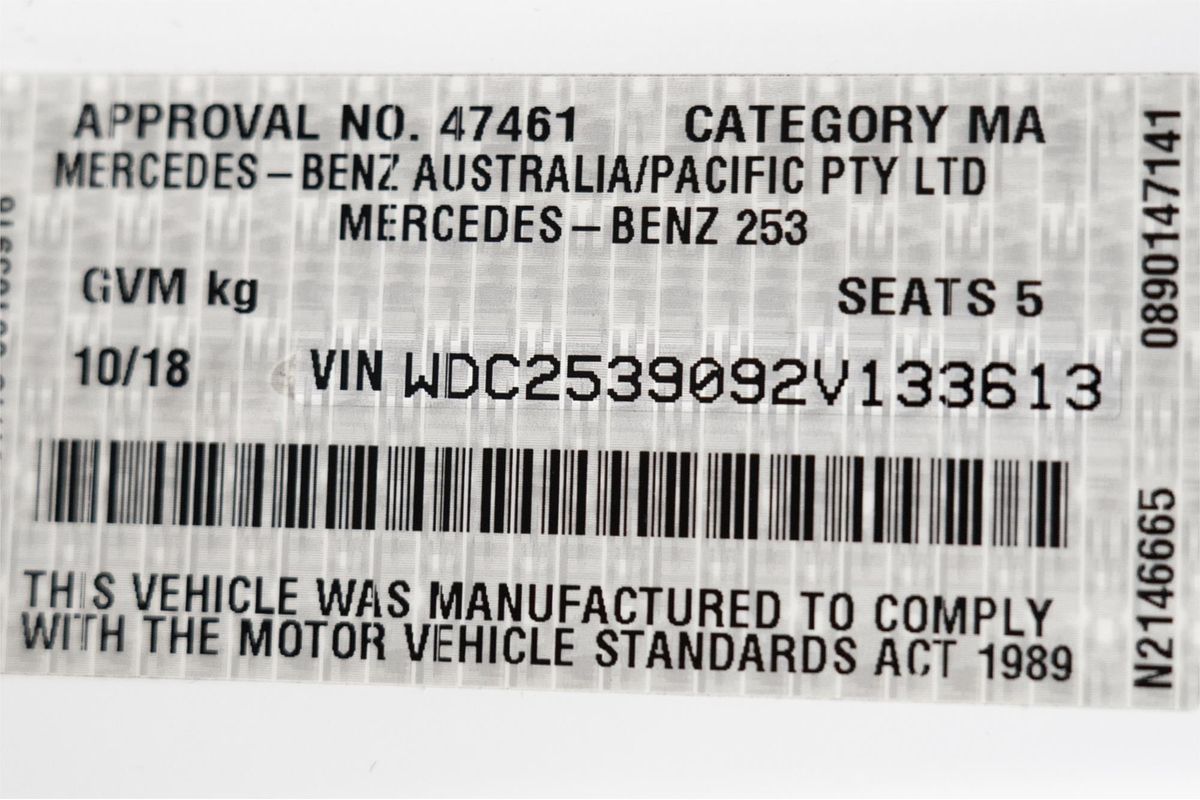 APPROVAL NO. 47461 CATEGORY MA
MERCEDES-BENZ AUSTRALIA/PACIFIC PTY LTD
MERCEDES-BENZ 253
GVM kg SEATS 5
10/18 VIN WDC2539092V133613
THIS VEHICLE WAS MANUFACTURED TO COMPLY
WITH THE MOTOR VEHICLE STANDARDS ACT 1989
0890147141
N2146665